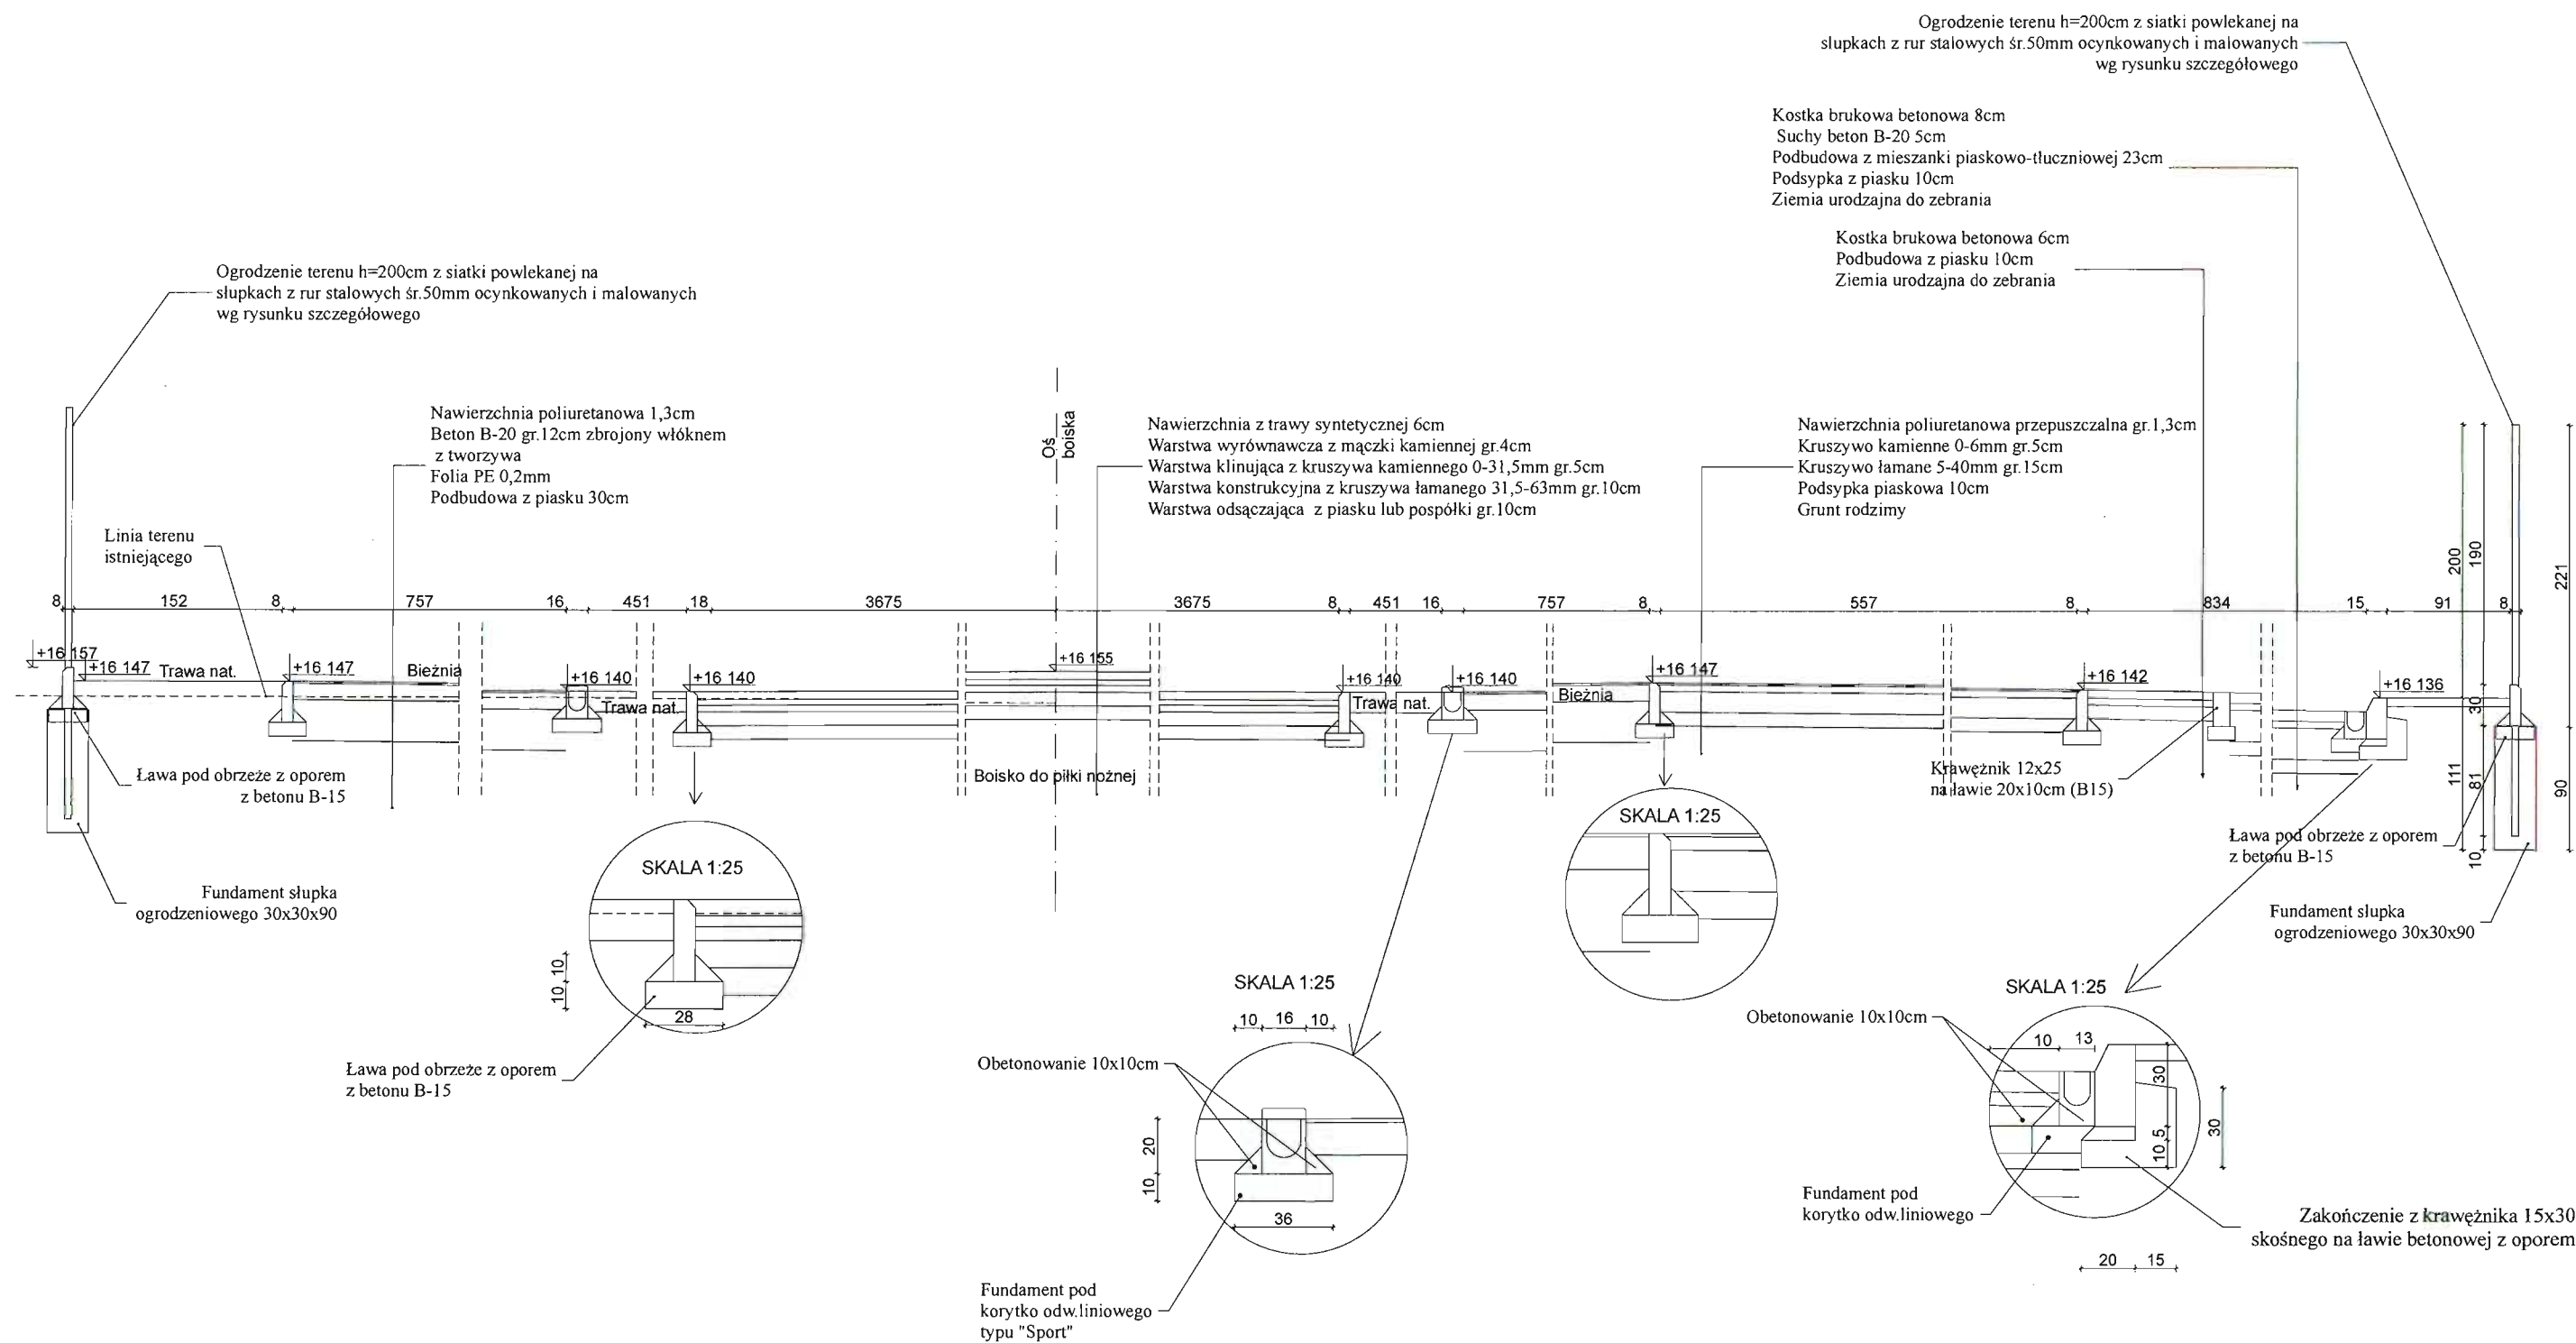 Ogrodzenie terenu h=200cm z siatki powlekanej na
słupkach z rur stalowych śr.50mm ocynkowanych i malowanych
wg rysunku szczegółowego
Kostka brukowa betonowa 8cm
Suchy beton B-20 5cm
Podbudowa z mieszanki piaskowo-tłuczniowej 23cm
Podsypka z piasku 10cm
Ziemia urodzajna do zebrania
Kostka brukowa betonowa 6cm
Podbudowa z piasku 10cm
Ziemia urodzajna do zebrania
Ogrodzenie terenu h=200cm z siatki powlekanej na
słupkach z rur stalowych śr.50mm ocynkowanych i malowanych
wg rysunku szczegółowego
Nawierzchnia poliuretanowa 1,3cm
Beton B-20 gr.12cm zbrojony włóknem
z tworzywa
Folia PE 0,2mm
Podbudowa z piasku 30cm
Oś
boiska
Nawierzchnia z trawy syntetycznej 6cm
Warstwa wyrównawcza z mączki kamiennej gr.4cm
Warstwa klinująca z kruszywa kamiennego 0-31,5mm gr.5cm
Warstwa konstrukcyjna z kruszywa łamanego 31,5-63mm gr.10cm
Warstwa odsączająca z piasku lub pospółki gr.10cm
Nawierzchnia poliuretanowa przepuszczalna gr.1,3cm
Kruszywo kamienne 0-6mm gr.5cm
Kruszywo łamane 5-40mm gr.15cm
Podsypka piaskowa 10cm
Grunt rodzimy
Linia terenu
istniejącego
200
190
221
8 152 8 757 16 451 18 3675 3675 8 451 16 757 8 557 8 834 15 91 8
+16 157
+16 147
Trawa nat.
+16 147
Bieżnia
+16 140
Trawa nat.
+16 140
+16 155
+16 140
Trawa nat.
+16 140
Bieżnia
+16 147
+16 142
+16 136
30
111
81
90
10
Boisko do piłki nożnej
Krawężnik 12x25
na ławie 20x10cm (B15)
Ława pod obrzeże z oporem
z betonu B-15
Ława pod obrzeże z oporem
z betonu B-15
Fundament słupka
ogrodzeniowego 30x30x90
Fundament słupka
ogrodzeniowego 30x30x90
SKALA 1:25
10
10
28
Ława pod obrzeże z oporem
z betonu B-15
SKALA 1:25
SKALA 1:25
10 16 10
Obetonowanie 10x10cm
20
10
36
Fundament pod
korytko odw.liniowego
typu "Sport"
SKALA 1:25
Obetonowanie 10x10cm
10 13
30
5
10
30
Fundament pod
korytko odw.liniowego
Zakończenie z krawężnika 15x30
skośnego na ławie betonowej z oporem
20 15